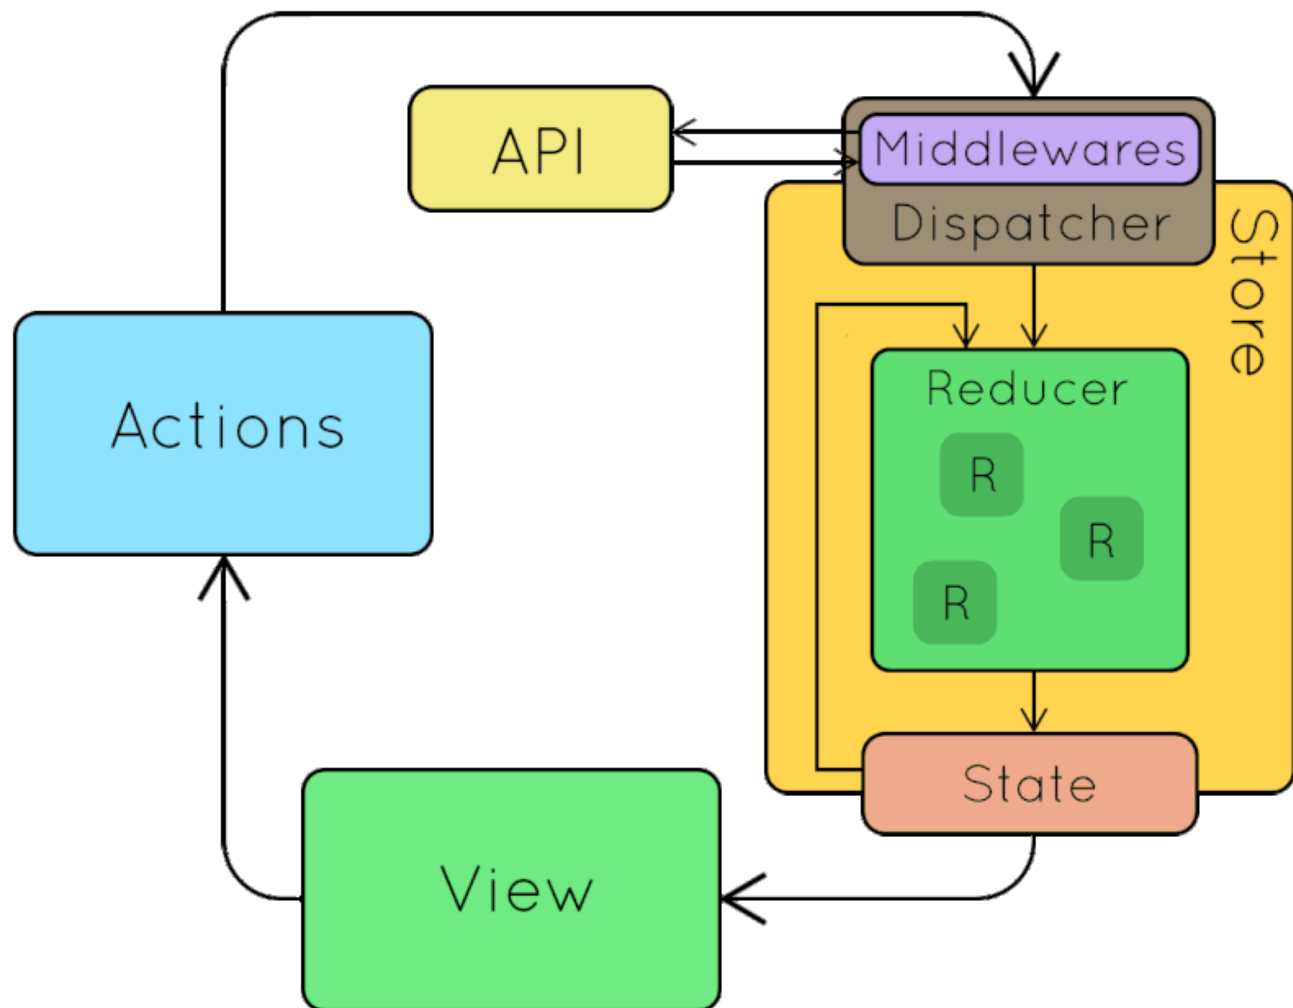 API
Middlewares
Dispatcher
Store
Actions
Reducer
R
R
R
State
View